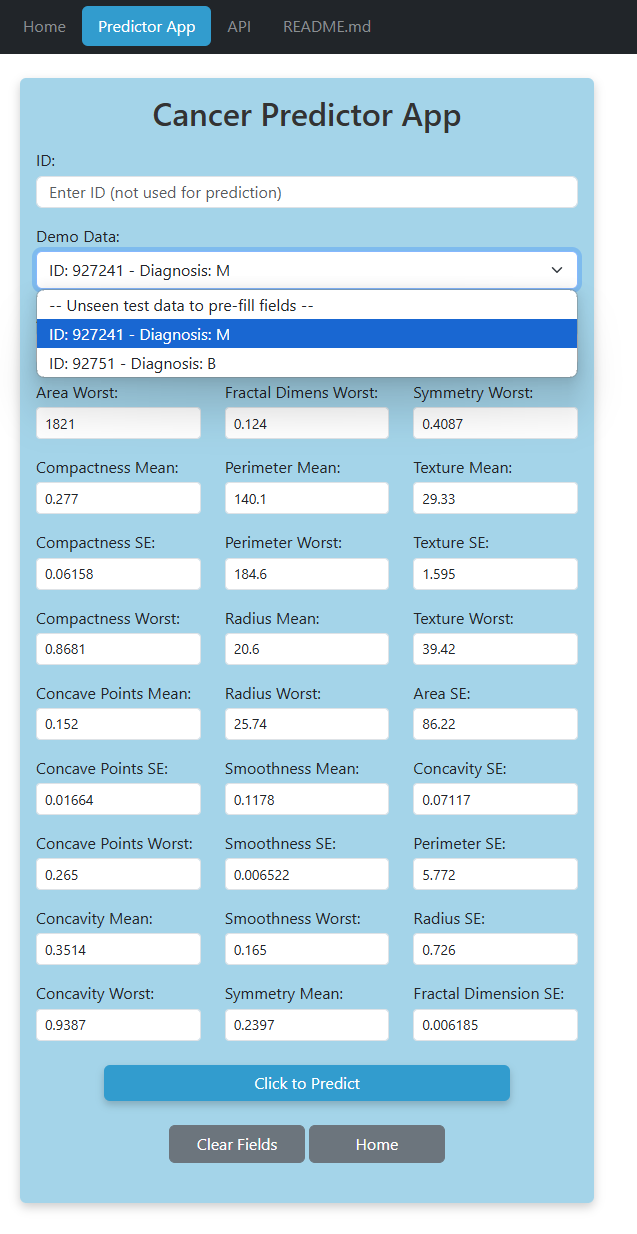 Home Predictor App API README.md
Cancer Predictor App
ID:
Enter ID (not used for prediction)
Demo Data:
ID: 927241 - Diagnosis: M
-- Unseen test data to pre-fill fields --
ID: 927241 - Diagnosis: M
ID: 92751 - Diagnosis: B
Area Worst: Fractal Dimens Worst: Symmetry Worst:
1821 0.124 0.4087
Compactness Mean: Perimeter Mean: Texture Mean:
0.277 140.1 29.33
Compactness SE: Perimeter Worst: Texture SE:
0.06158 184.6 1.595
Compactness Worst: Radius Mean: Texture Worst:
0.8681 20.6 39.42
Concave Points Mean: Radius Worst: Area SE:
0.152 25.74 86.22
Concave Points SE: Smoothness Mean: Concavity SE:
0.01664 0.1178 0.07117
Concave Points Worst: Smoothness SE: Perimeter SE:
0.265 0.006522 5.772
Concavity Mean: Smoothness Worst: Radius SE:
0.3514 0.165 0.726
Concavity Worst: Symmetry Mean: Fractal Dimension SE:
0.9387 0.2397 0.006185
Click to Predict
Clear Fields Home